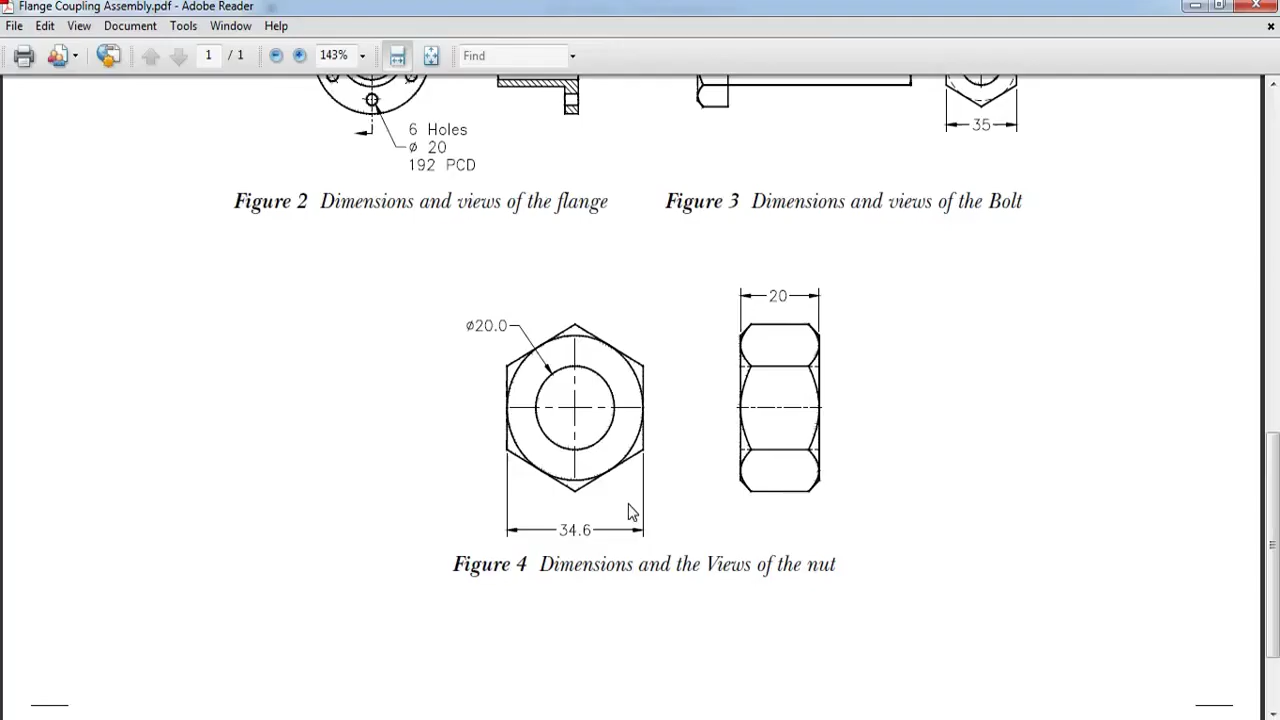 Flange Coupling Assembly.pdf - Adobe Reader
File Edit View Document Tools Window Help
1 / 1 143% Find
6 Holes
ø 20
192 PCD
35
Figure 2 Dimensions and views of the flange
Figure 3 Dimensions and views of the Bolt
20
ø20.0
34.6
Figure 4 Dimensions and the Views of the nut